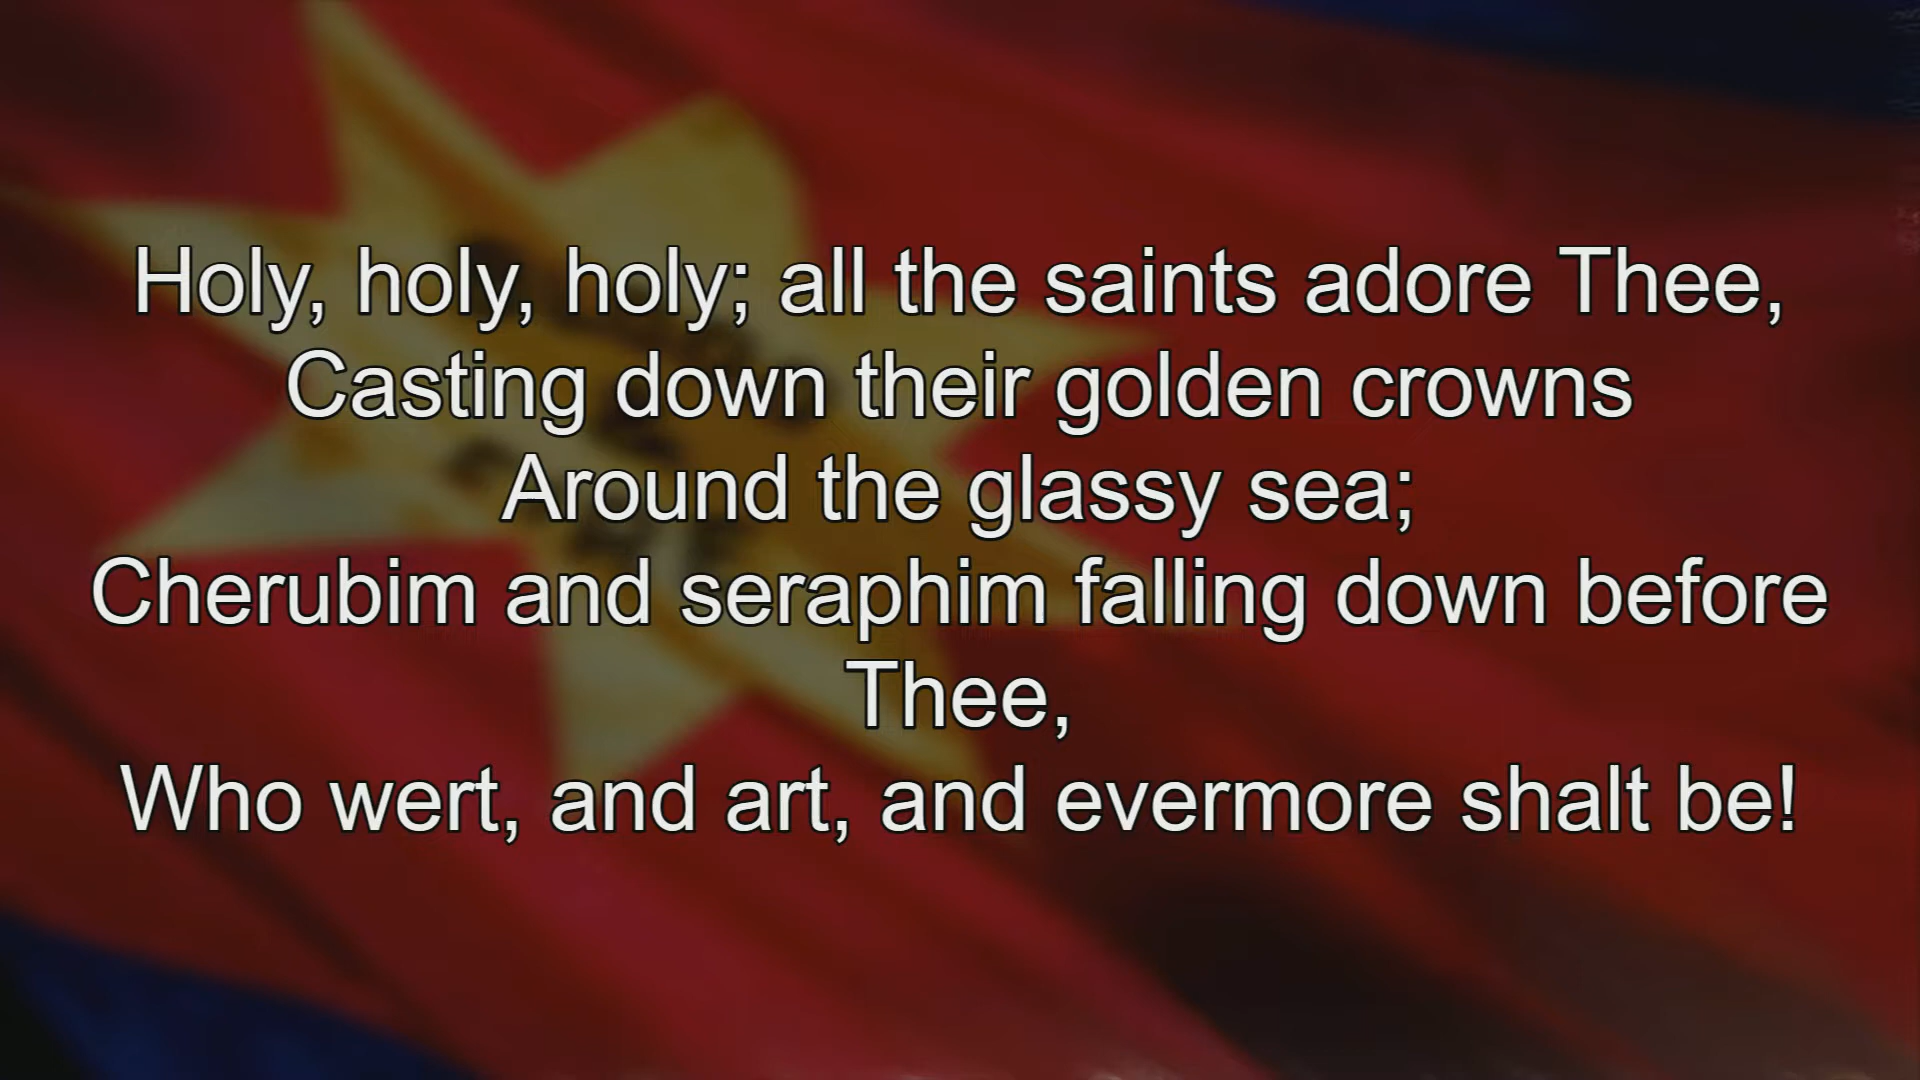 Holy, holy, holy; all the saints adore Thee,
Casting down their golden crowns
Around the glassy sea;
Cherubim and seraphim falling down before
Thee,
Who wert, and art, and evermore shalt be!